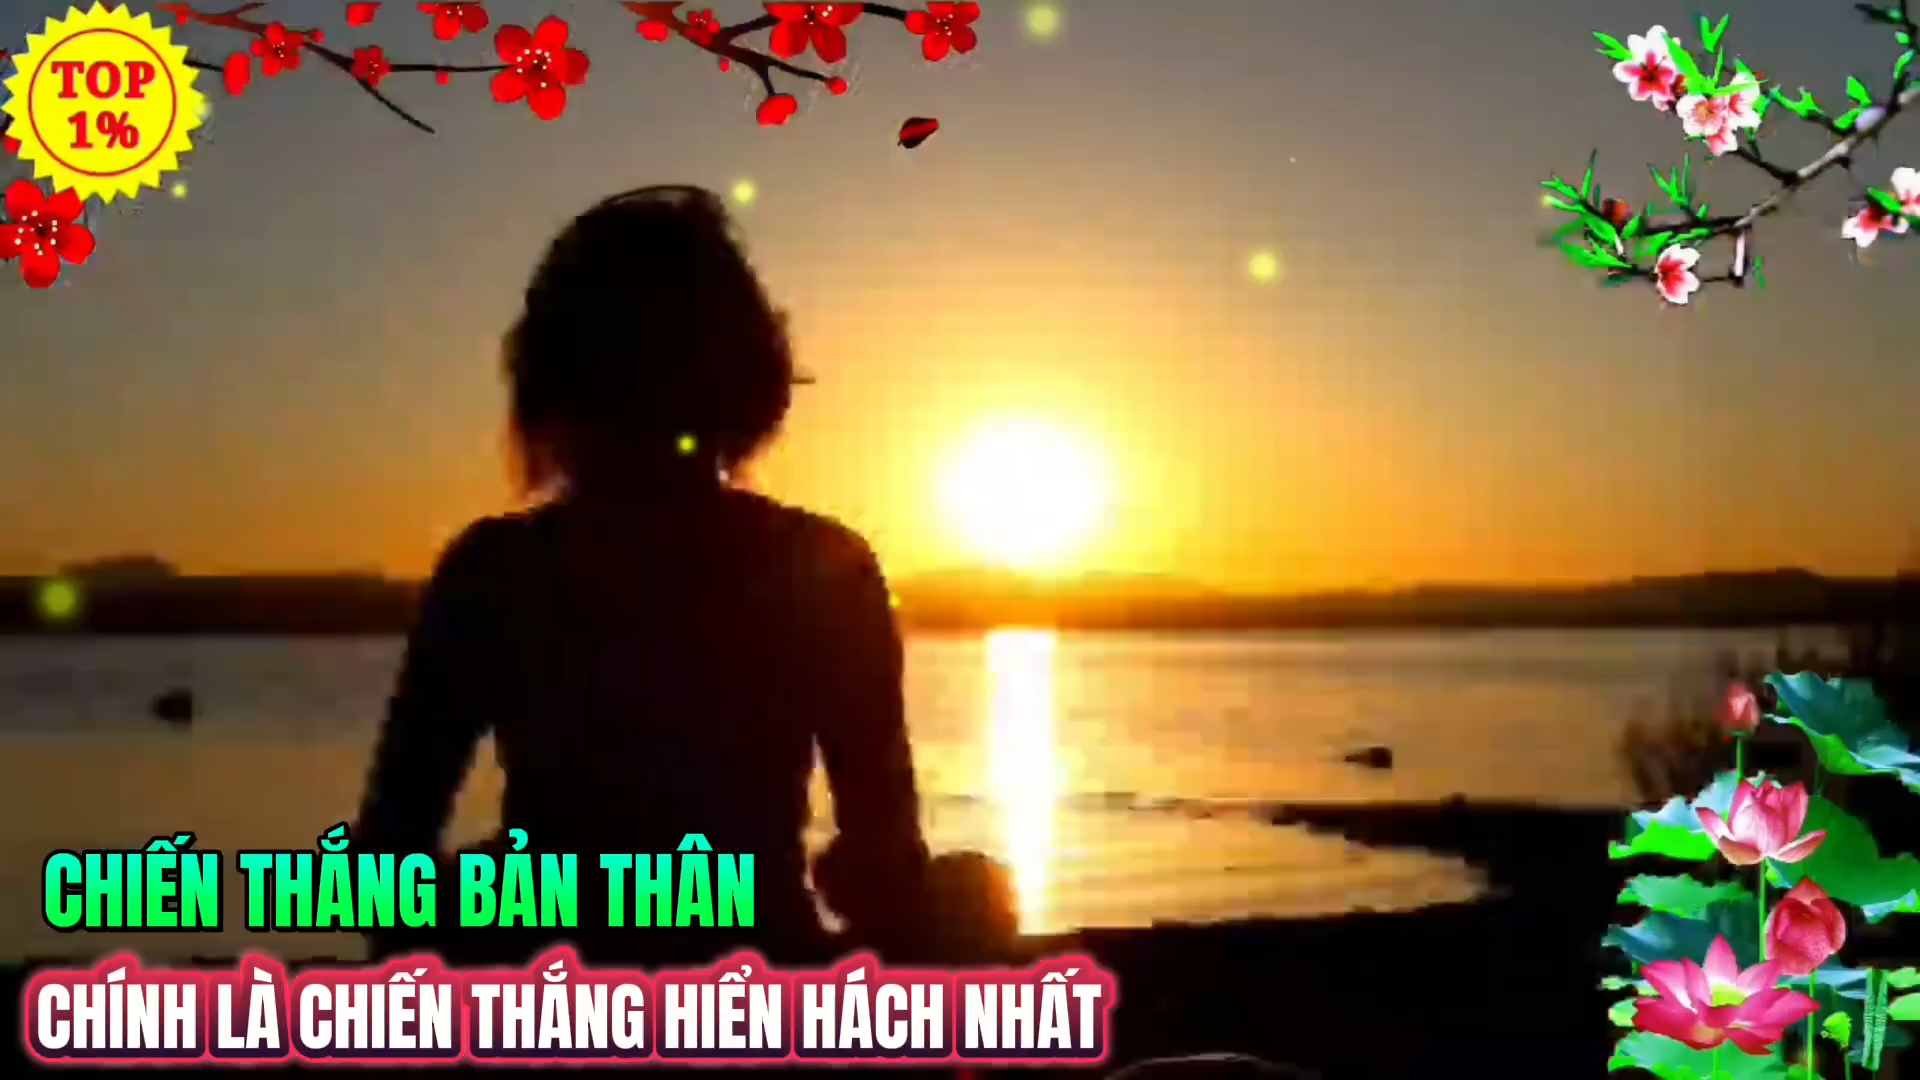 TOP
1%
CHIẾN THẮNG BẢN THÂN
CHÍNH LÀ CHIẾN THẮNG HIỂN HÁCH NHẤT